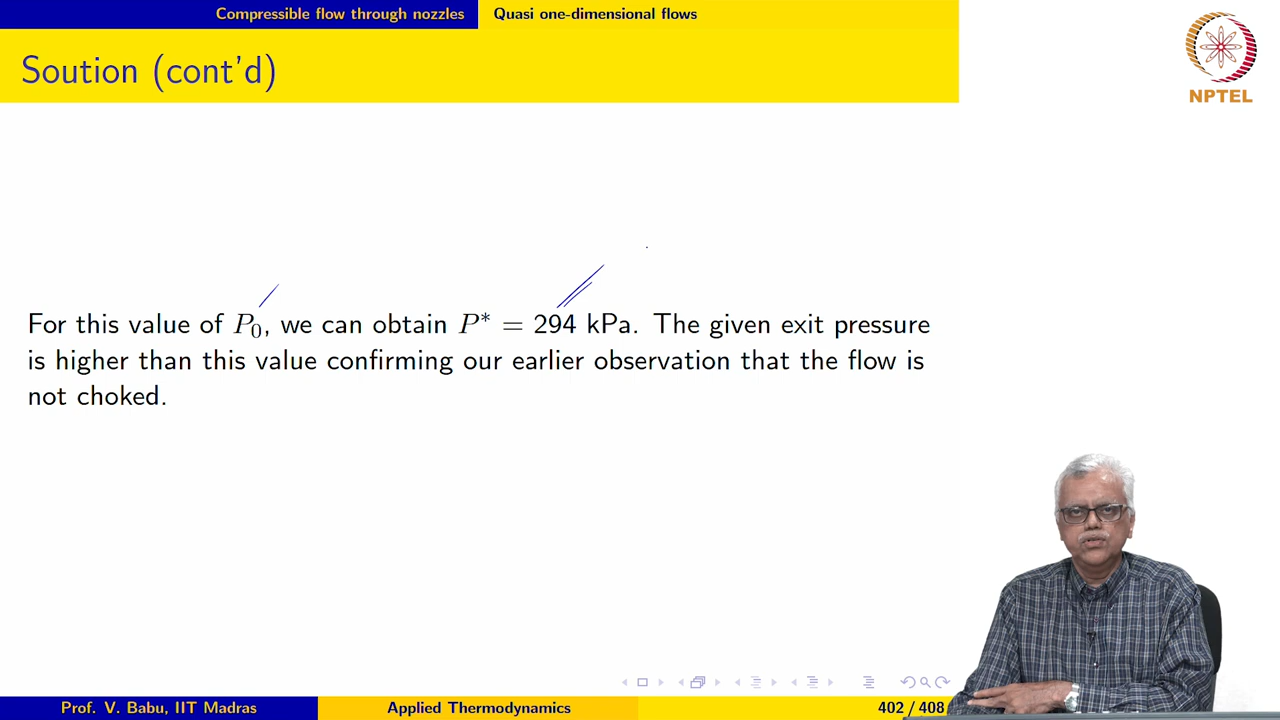 Compressible flow through nozzles Quasi one-dimensional flows
Soution (cont'd)
NPTEL
For this value of P₀, we can obtain P* = 294 kPa. The given exit pressure
is higher than this value confirming our earlier observation that the flow is
not choked.
Prof. V. Babu, IIT Madras Applied Thermodynamics 402 / 408